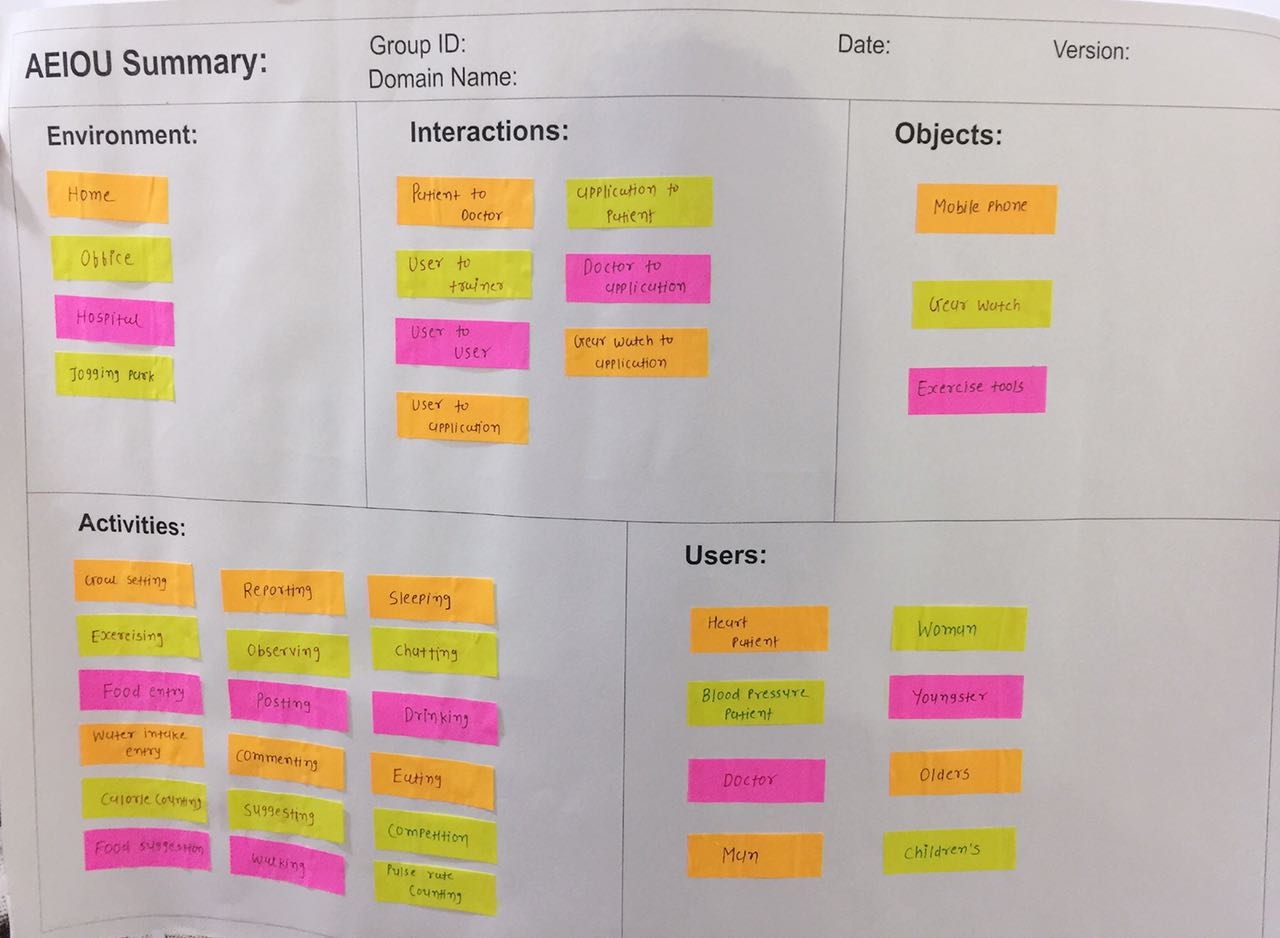 AEIOU Summary:
Group ID:
Domain Name:
Date:
Version:
Environment:
Home
Office
Hospital
Jogging park
Interactions:
Patient to
Doctor
User to
trainer
User to
User
User to
application
application to
Patient
Doctor to
application
Gear watch to
application
Objects:
Mobile phone
Gear watch
Exercise tools
Activities:
Goal setting
Exercising
Food entry
Water intake
entry
Calorie counting
Food suggestion
Reporting
Observing
Posting
Commenting
Suggesting
Walking
Sleeping
Chatting
Drinking
Eating
Competition
Pulse rate
Counting
Users:
Heart
Patient
Blood Pressure
Patient
Doctor
Man
Woman
Youngster
Olders
Children's